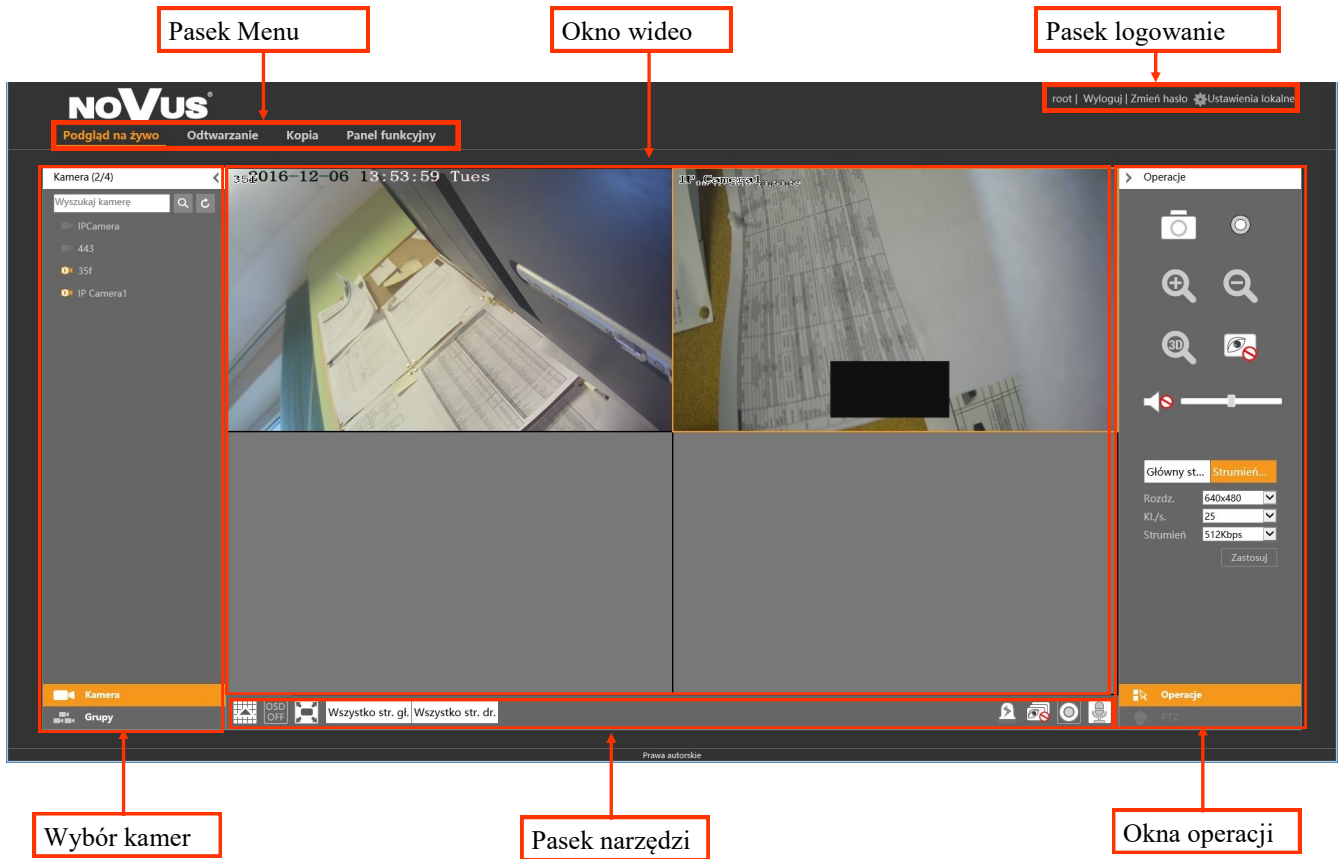 Pasek Menu
Okno wideo
Pasek logowanie
NOVUS®
root | Wyloguj | Zmień hasło Ustawienia lokalne
Podgląd na żywo Odtwarzanie Kopia Panel funkcyjny
Kamera (2/4)
Wyszukaj kamerę
IPCamera
443
35f
IP Camera1
Kamera
Grupy
2016-12-06 13:53:59 Tues
IP Camera1
Operacje
3D
Główny st... Strumień...
Rozdz. 640x480
Kl./s. 25
Strumień 512Kbps
Zastosuj
Operacje
PTZ
OSD
OFF
Wszystko str. gł. Wszystko str. dr.
Prawa autorskie
Wybór kamer
Pasek narzędzi
Okna operacji